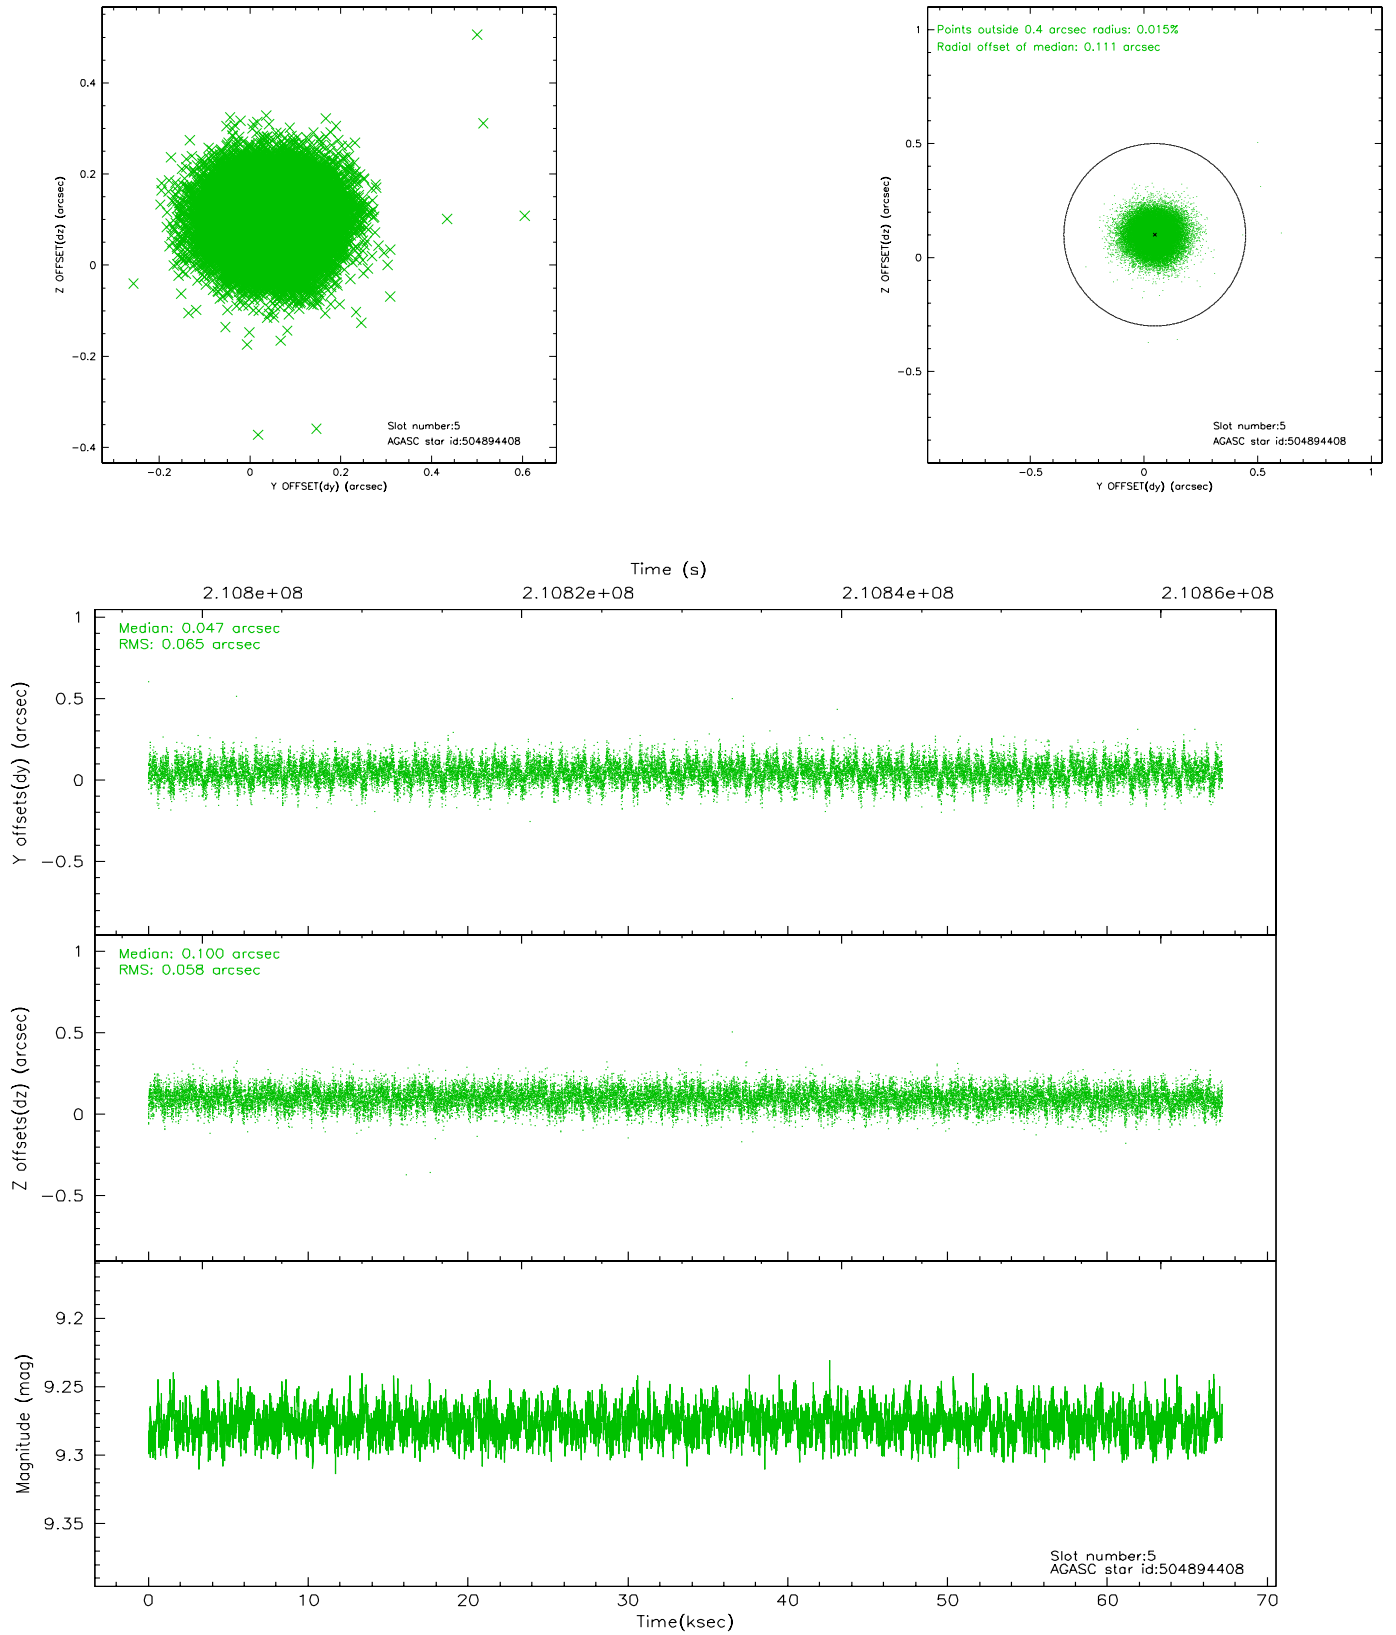 0.4
0.2
0
−0.2
−0.4
Z OFFSET(dz) (arcsec)
Slot number:5
AGASC star id:504894408
−0.2 0 0.2 0.4 0.6
Y OFFSET(dy) (arcsec)
Points outside 0.4 arcsec radius: 0.015%
Radial offset of median: 0.111 arcsec
1
0.5
0
−0.5
Z OFFSET(dz) (arcsec)
Slot number:5
AGASC star id:504894408
−0.5 0 0.5 1
Y OFFSET(dy) (arcsec)
Time (s)
2.108e+08 2.1082e+08 2.1084e+08 2.1086e+08
Median: 0.047 arcsec
RMS: 0.065 arcsec
1
0.5
0
−0.5
Y offsets(dy) (arcsec)
Median: 0.100 arcsec
RMS: 0.058 arcsec
1
0.5
0
−0.5
Z offsets(dz) (arcsec)
9.2
9.25
9.3
9.35
Magnitude (mag)
Slot number:5
AGASC star id:504894408
0 10 20 30 40 50 60 70
Time(ksec)